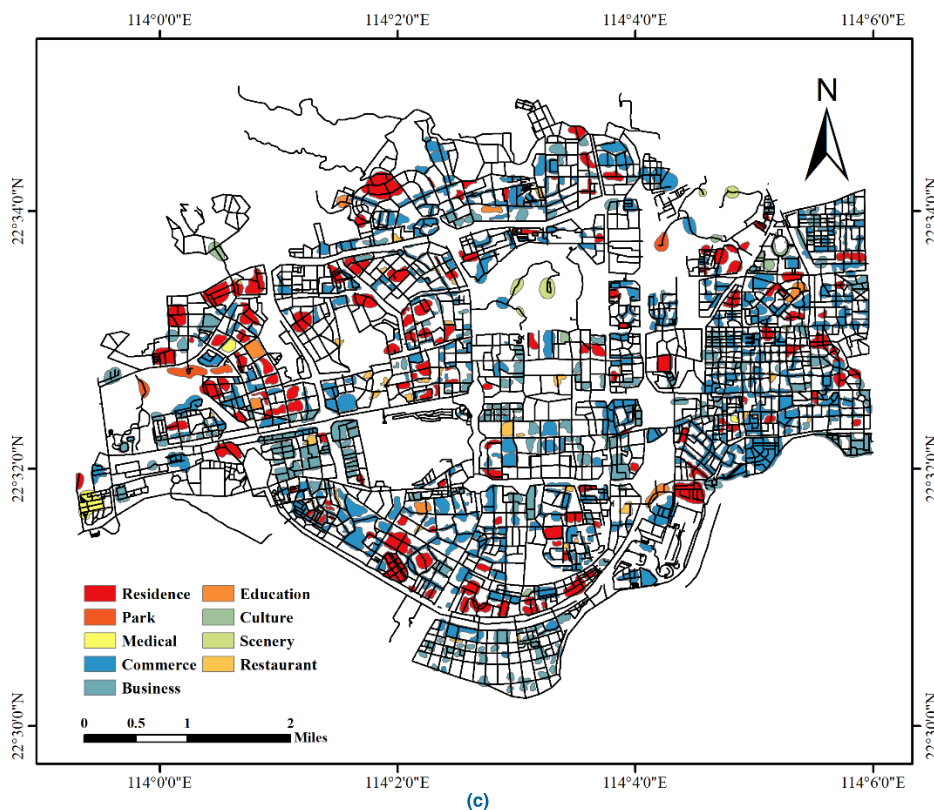 114°0'0"E 114°2'0"E 114°4'0"E 114°6'0"E
N
22°34'0"N 22°34'0"N
22°32'0"N 22°32'0"N
Residence Education
Park Culture
Medical Scenery
Commerce Restaurant
Business
0 0.5 1 2
Miles
22°30'0"N 22°30'0"N
114°0'0"E 114°2'0"E 114°4'0"E 114°6'0"E
(c)